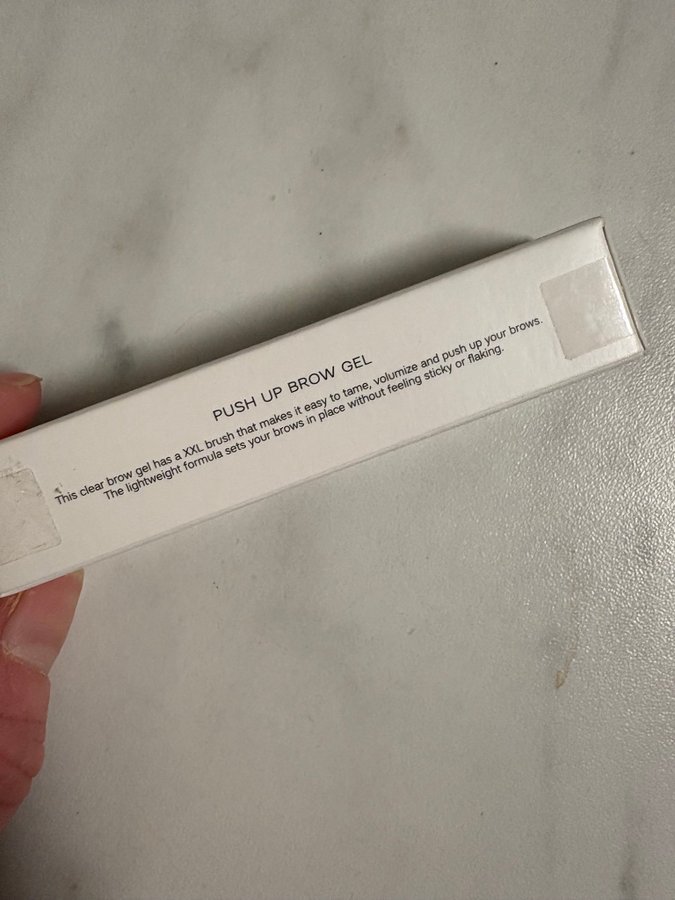 PUSH UP BROW GEL
This clear brow gel has a XXL brush that makes it easy to tame, volumize and push up your brows.
The lightweight formula sets your brows in place without feeling sticky or flaking.